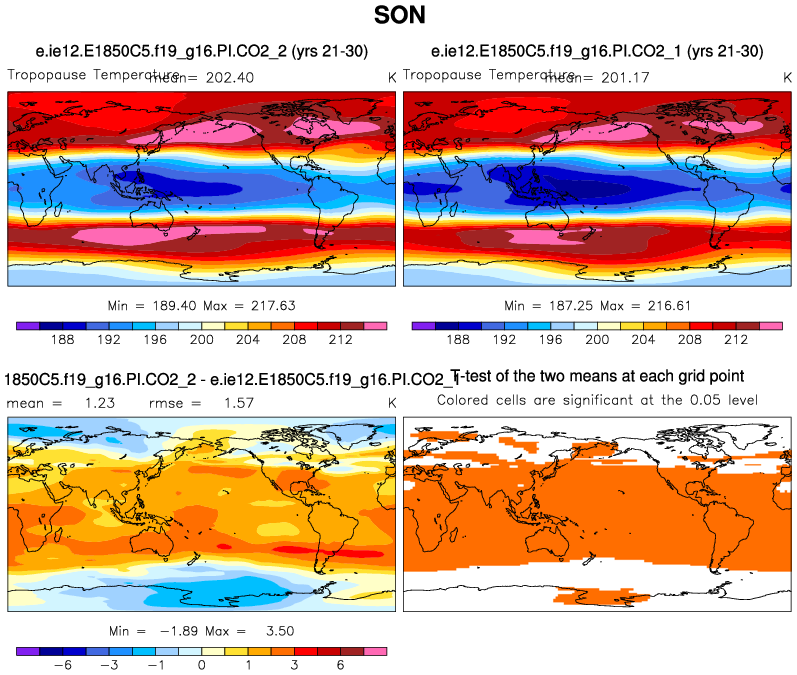 SON
e.ie12.E1850C5.f19_g16.PI.CO2_2 (yrs 21-30)
Tropopause Temperature mean= 202.40 K
Min = 189.40 Max = 217.63
188 192 196 200 204 208 212
e.ie12.E1850C5.f19_g16.PI.CO2_1 (yrs 21-30)
Tropopause Temperature mean= 201.17 K
Min = 187.25 Max = 216.61
188 192 196 200 204 208 212
1850C5.f19_g16.PI.CO2_2 - e.ie12.E1850C5.f19_g16.PI.CO2_1
mean = 1.23 rmse = 1.57 K
Min = -1.89 Max = 3.50
-6 -3 -1 0 1 3 6
T-test of the two means at each grid point
Colored cells are significant at the 0.05 level